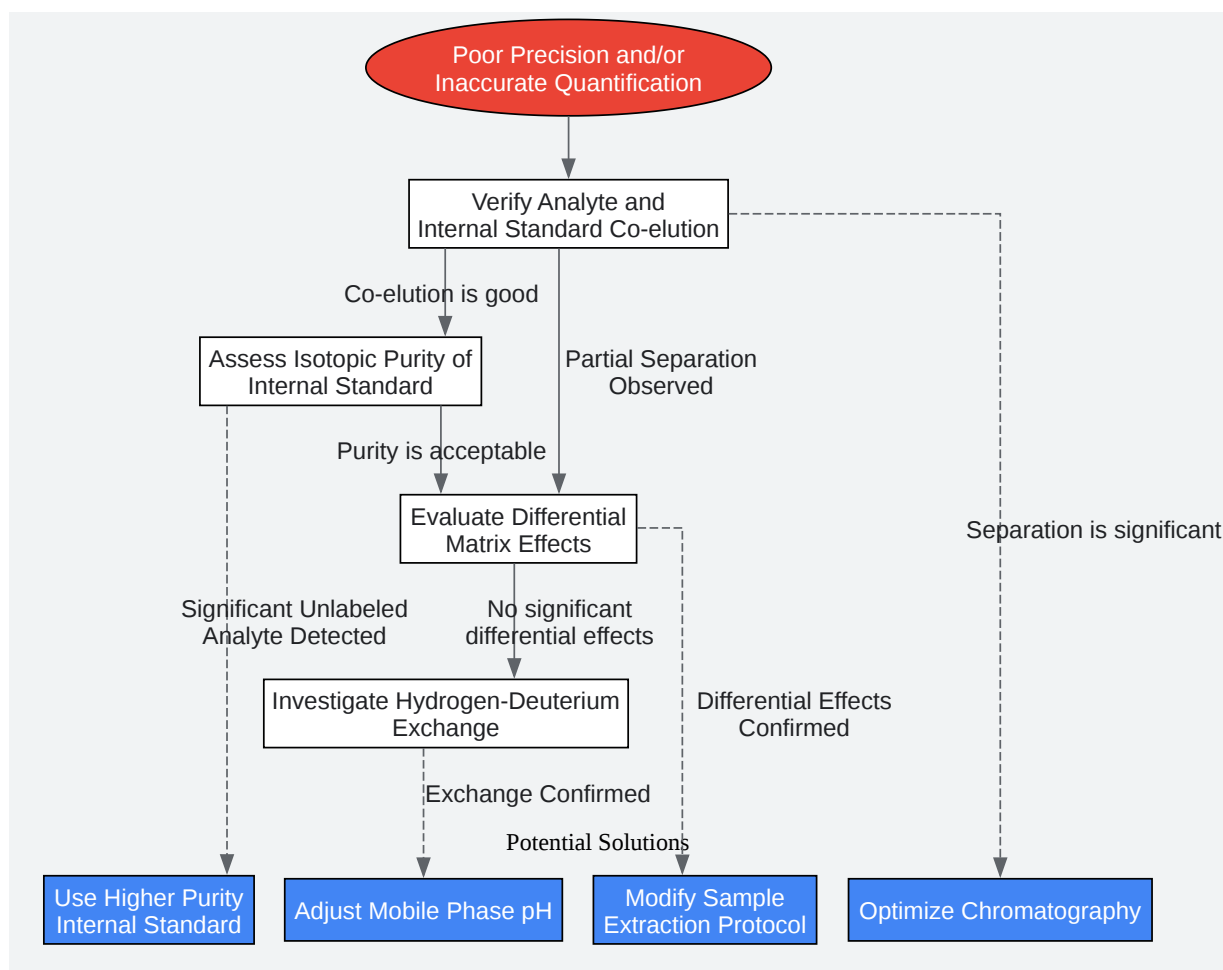 Poor Precision and/or
Inaccurate Quantification
Verify Analyte and
Internal Standard Co-elution
Co-elution is good
Assess Isotopic Purity of
Internal Standard
Partial Separation
Observed
Purity is acceptable
Evaluate Differential
Matrix Effects
Separation is significant
Significant Unlabeled
Analyte Detected
No significant
differential effects
Investigate Hydrogen-Deuterium
Exchange
Differential Effects
Confirmed
Exchange Confirmed
Potential Solutions
Use Higher Purity
Internal Standard
Adjust Mobile Phase pH
Modify Sample
Extraction Protocol
Optimize Chromatography